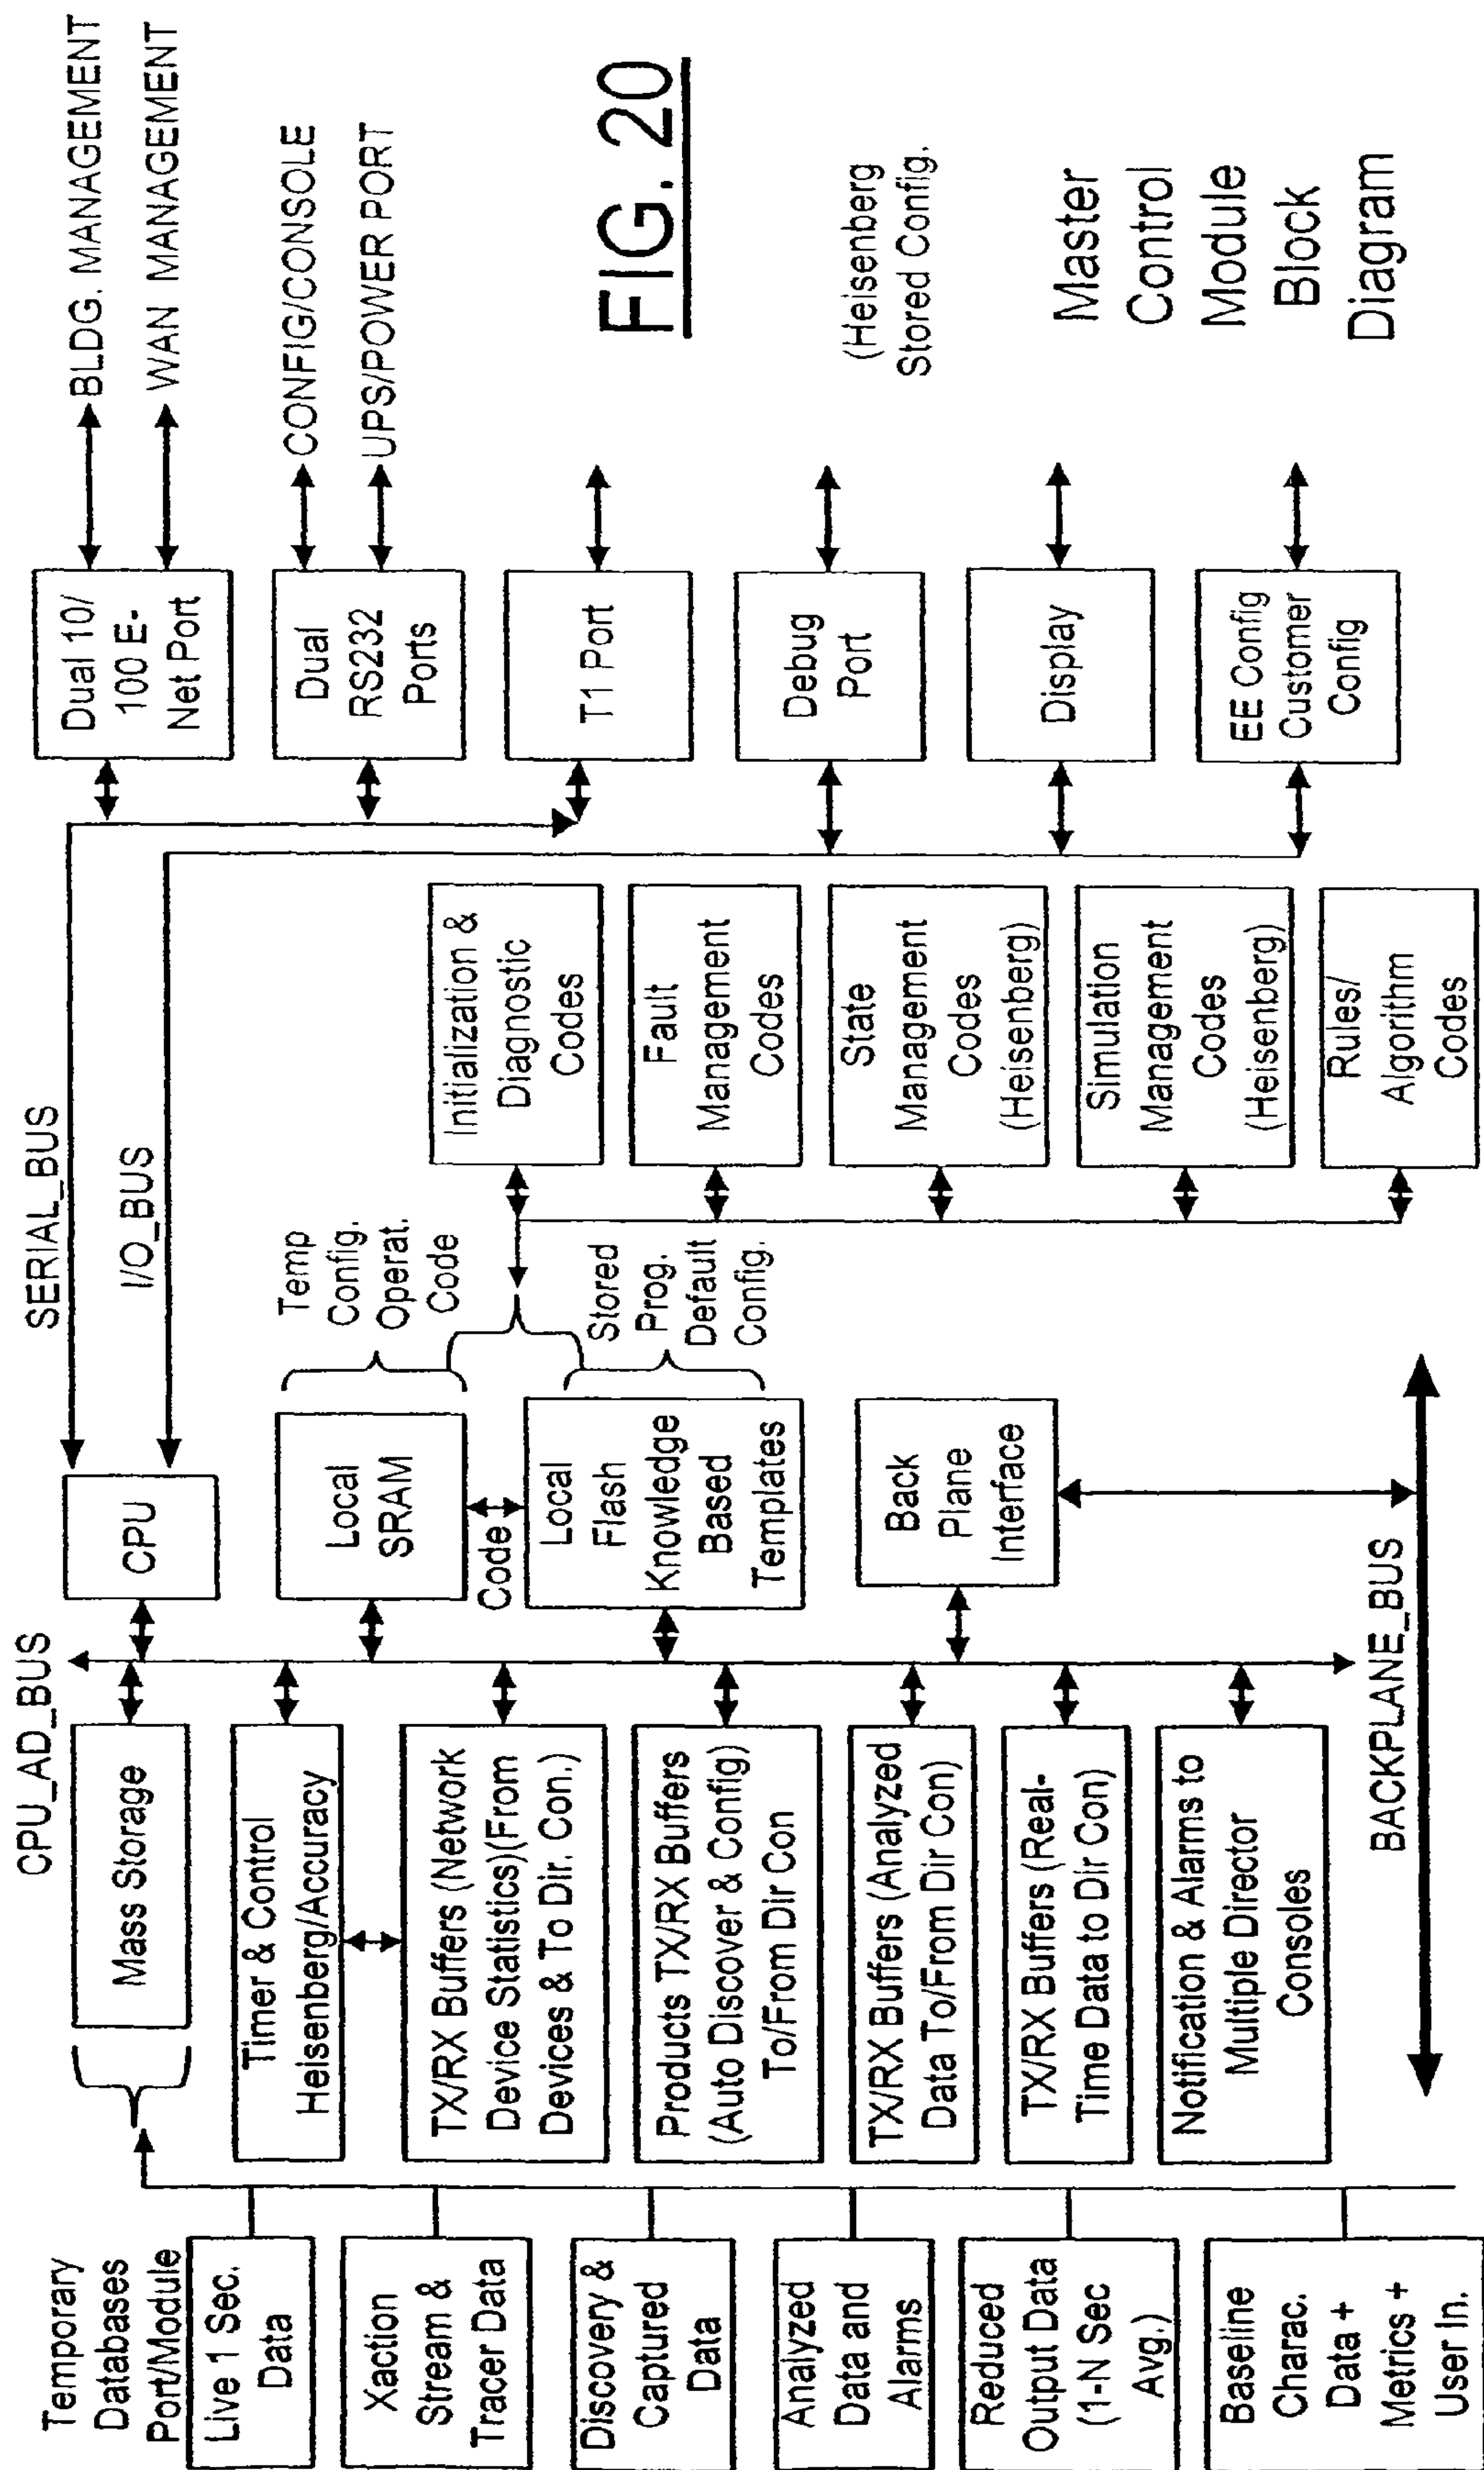 Temporary
Databases
Port/Module
Live 1 Sec.
Data
Xaction
Stream &
Tracer Data
Discovery &
Captured
Data
Analyzed
Data and
Alarms
Reduced
Output Data
(1-N Sec
Avg.)
Baseline
Charac.
Data +
Metrics +
User In.
CPU_AD_BUS
Mass Storage
Timer & Control
Heisenberg/Accuracy
TX/RX Buffers (Network
Device Statistics)(From
Devices & To Dir. Con.)
Products TX/RX Buffers
(Auto Discover & Config)
To/From Dir Con
TX/RX Buffers (Analyzed
Data To/From Dir Con)
TX/RX Buffers (Real-
Time Data to Dir Con)
Notification & Alarms to
Multiple Director
Consoles
BACKPLANE_BUS
CPU
Local
SRAM
Code
Local
Flash
Knowledge
Based
Templates
Back
Plane
Interface
SERIAL_BUS
I/O_BUS
Temp
Config.
Operat.
Code
Stored
Prog.
Default
Config.
Initialization &
Diagnostic
Codes
Fault
Management
Codes
State
Management
Codes
(Heisenberg)
Simulation
Management
Codes
(Heisenberg)
Rules/
Algorithm
Codes
Dual 10/
100 E-
Net Port
Dual
RS232
Ports
T1 Port
Debug
Port
Display
EE Config
Customer
Config
BLDG. MANAGEMENT
WAN MANAGEMENT
CONFIG/CONSOLE
UPS/POWER PORT
FIG. 20
(Heisenberg
Stored Config.
Master
Control
Module
Block
Diagram